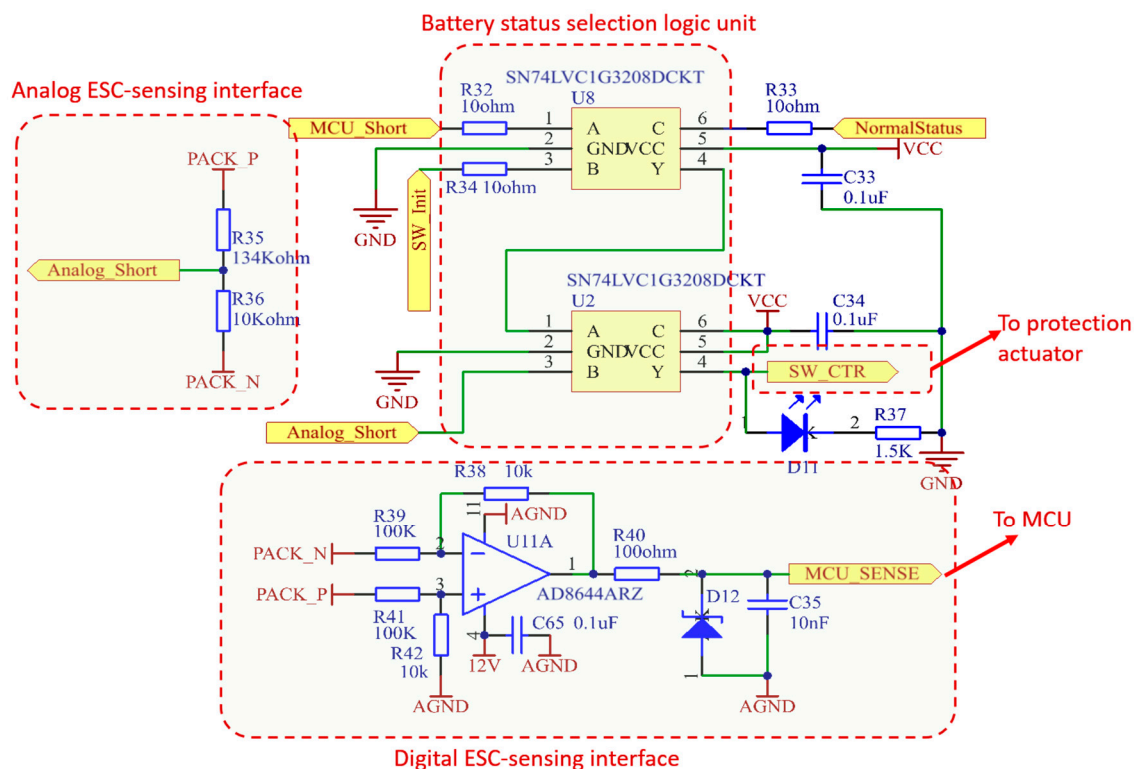 Battery status selection logic unit
Analog ESC-sensing interface
SN74LVC1G3208DCKT
R32
10ohm
U8
R33
10ohm
MCU_Short
1
A
C
6
NormalStatus
2
GND
VCC
5
VCC
3
B
Y
4
R34 10ohm
C33
0.1uF
GND
SW_Init
PACK_P
R35
134Kohm
Analog_Short
R36
10Kohm
PACK_N
SN74LVC1G3208DCKT
U2
VCC
C34
0.1uF
1
A
C
6
2
GND
VCC
5
3
B
Y
4
SW_CTR
To protection
actuator
GND
Analog_Short
1
K
2
D11
R37
1.5K
GND
R38
10k
11
AGND
R39
100K
PACK_N
2
U11A
R40
100ohm
1
To MCU
MCU_SENSE
PACK_P
3
AD8644ARZ
R41
100K
R42
10k
4
C65 0.1uF
12V
AGND
AGND
2
D12
K
1
C35
10nF
AGND
Digital ESC-sensing interface